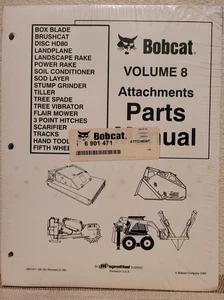 BOX BLADE
BRUSHCAT
DISC HD80
LANDPLANE
LANDSCAPE RAKE
POWER RAKE
SOIL CONDITIONER
SOD LAYER
STUMP GRINDER
TILLER
TREE SPADE
TREE VIBRATOR
FLAIR MOWER
3 POINT HITCHES
SCARIFIER
TRACKS
HAND TOOL
FIFTH WHEEL
Bobcat
VOLUME 8
Attachments
Parts
Manual
Bobcat
6 901 471
ATTACHMENT
Ingersoll-Rand